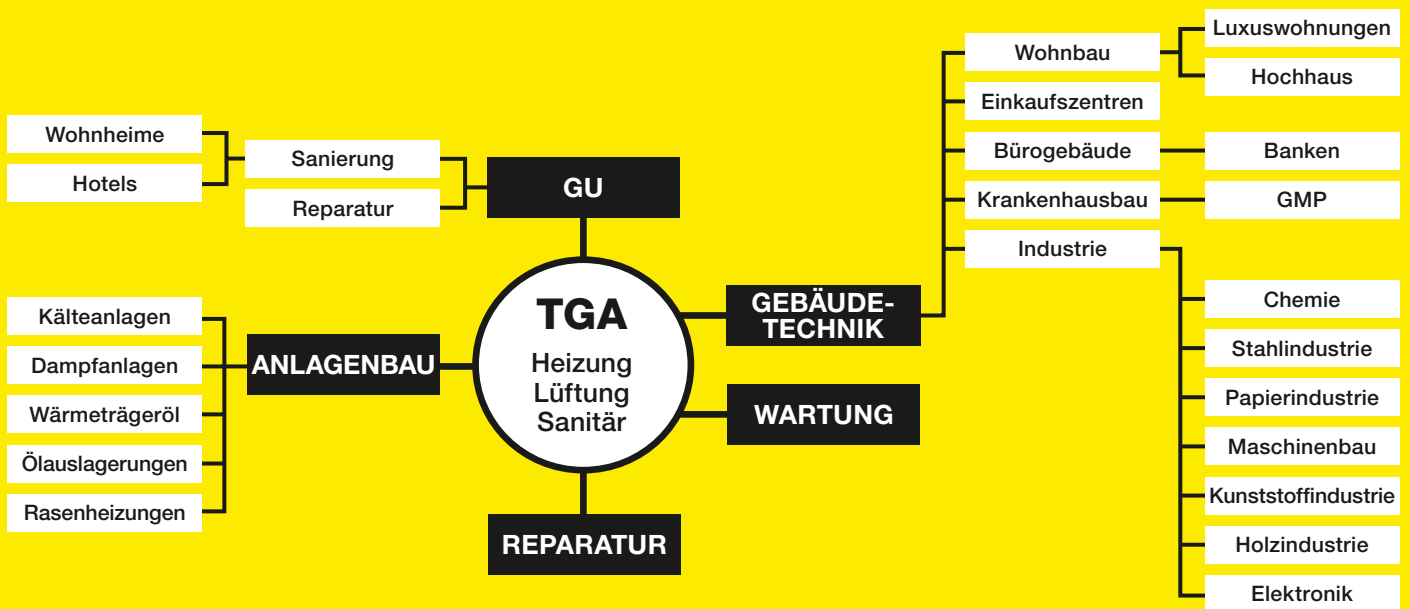 Wohnheime
Hotels
Sanierung
Reparatur
GU
TGA
Heizung
Lüftung
Sanitär
ANLAGENBAU
Kälteanlagen
Dampfanlagen
Wärmeträgeröl
Ölauslagerungen
Rasenheizungen
REPARATUR
WARTUNG
GEBÄUDE-
TECHNIK
Wohnbau
Luxuswohnungen
Hochhaus
Einkaufszentren
Bürogebäude
Banken
Krankenhausbau
GMP
Industrie
Chemie
Stahlindustrie
Papierindustrie
Maschinenbau
Kunststoffindustrie
Holzindustrie
Elektronik